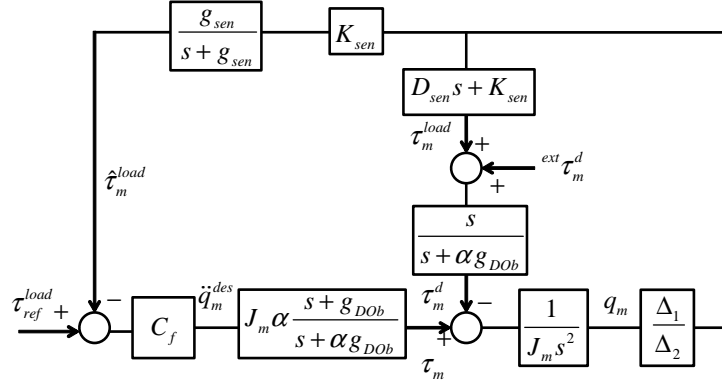 g_sen / (s + g_sen)
K_sen
D_sen s + K_sen
τ_m^load +
τ̂_m^load
+ ^ext τ_m^d
s / (s + α g_DOb)
τ_ref^load + −
C_f
q̈_m^des
J_m α (s + g_DOb) / (s + α g_DOb)
τ_m^d −
+
τ_m
1 / (J_m s^2)
q_m
Δ_1 / Δ_2